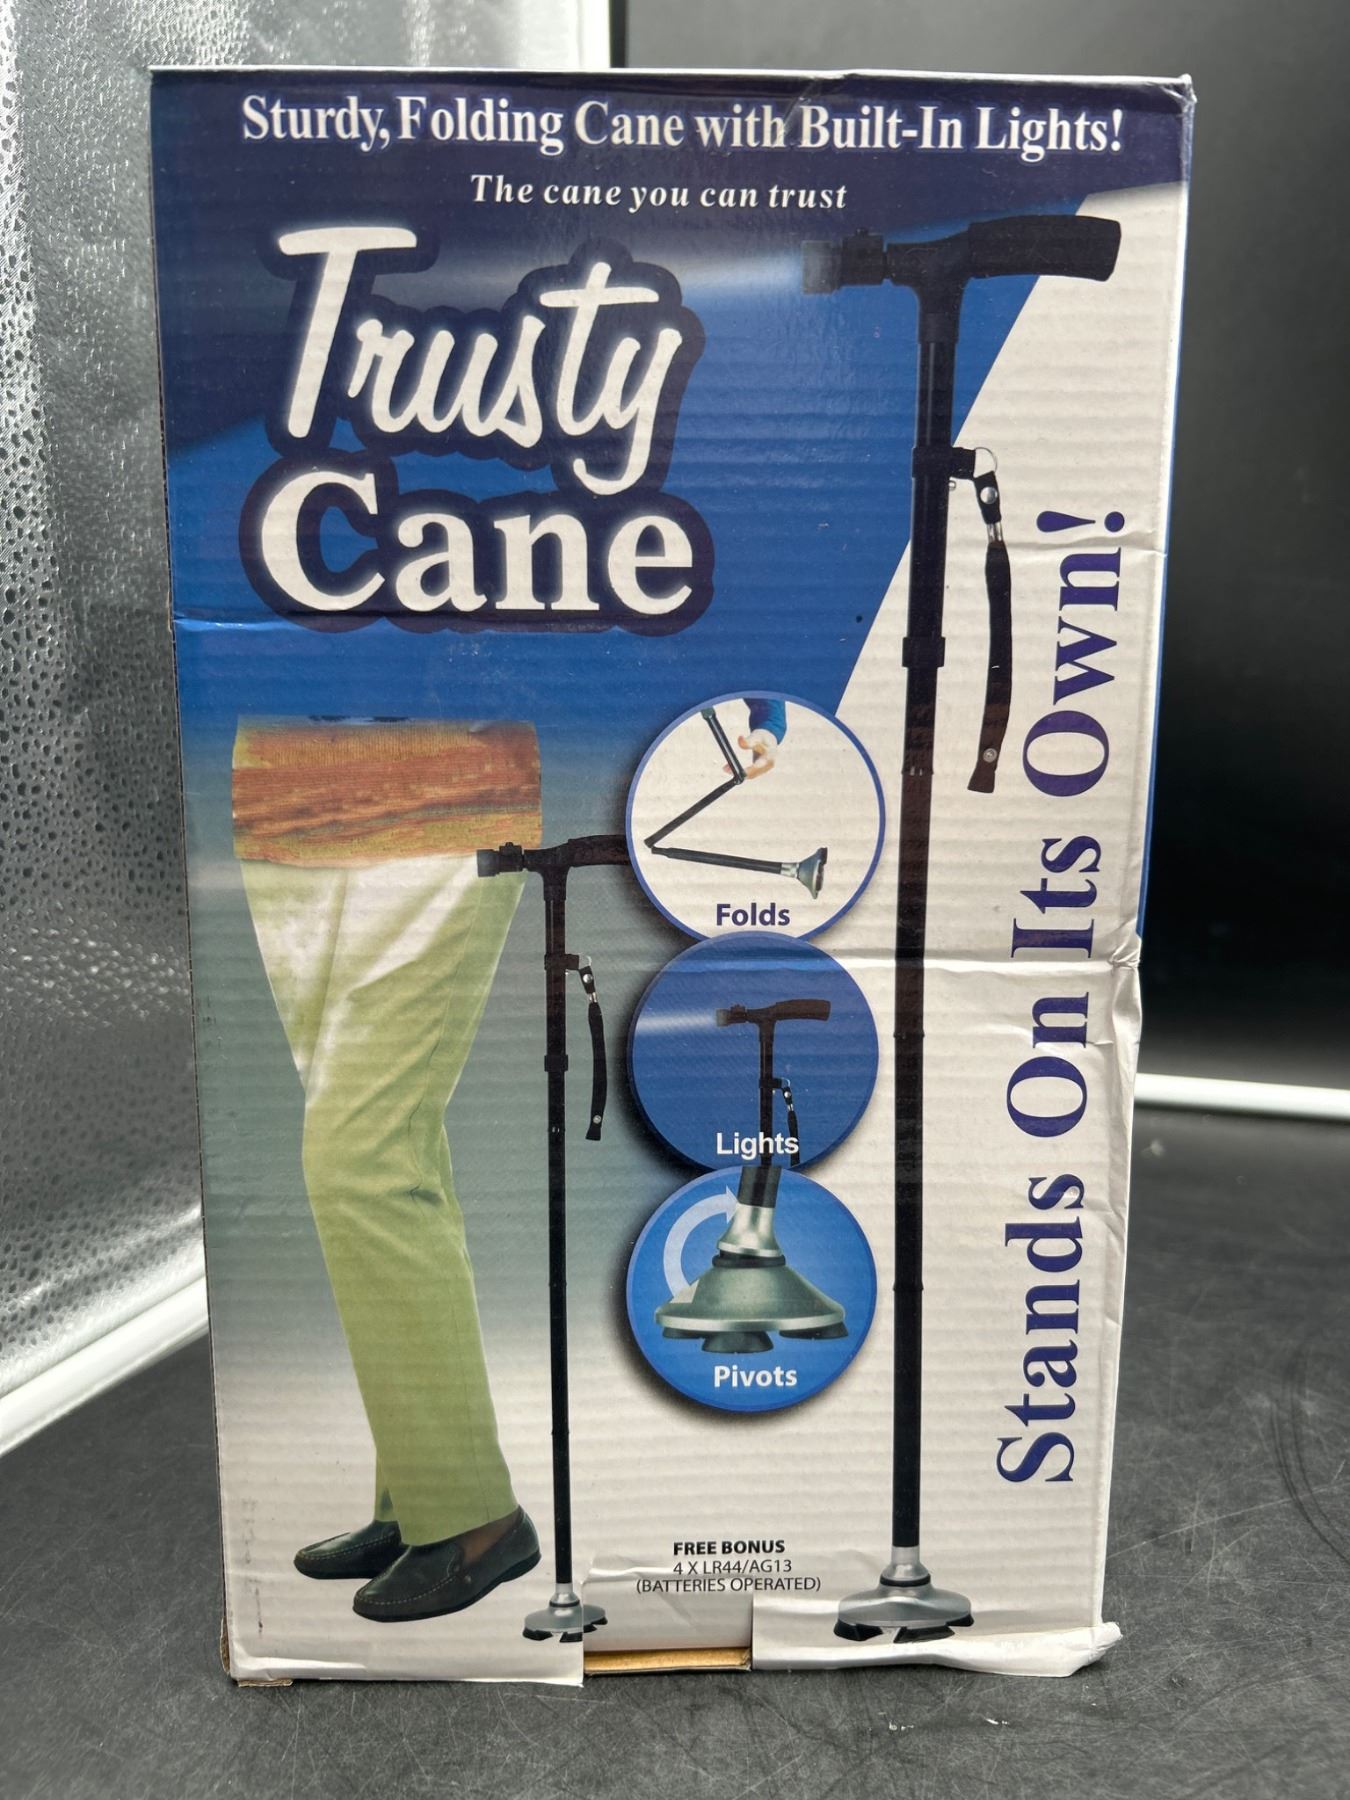 Sturdy, Folding Cane with Built-In Lights!
The cane you can trust
Trusty
Cane
Stands On Its Own!
Folds
Lights
Pivots
FREE BONUS
4 X LR44/AG13
(BATTERIES OPERATED)